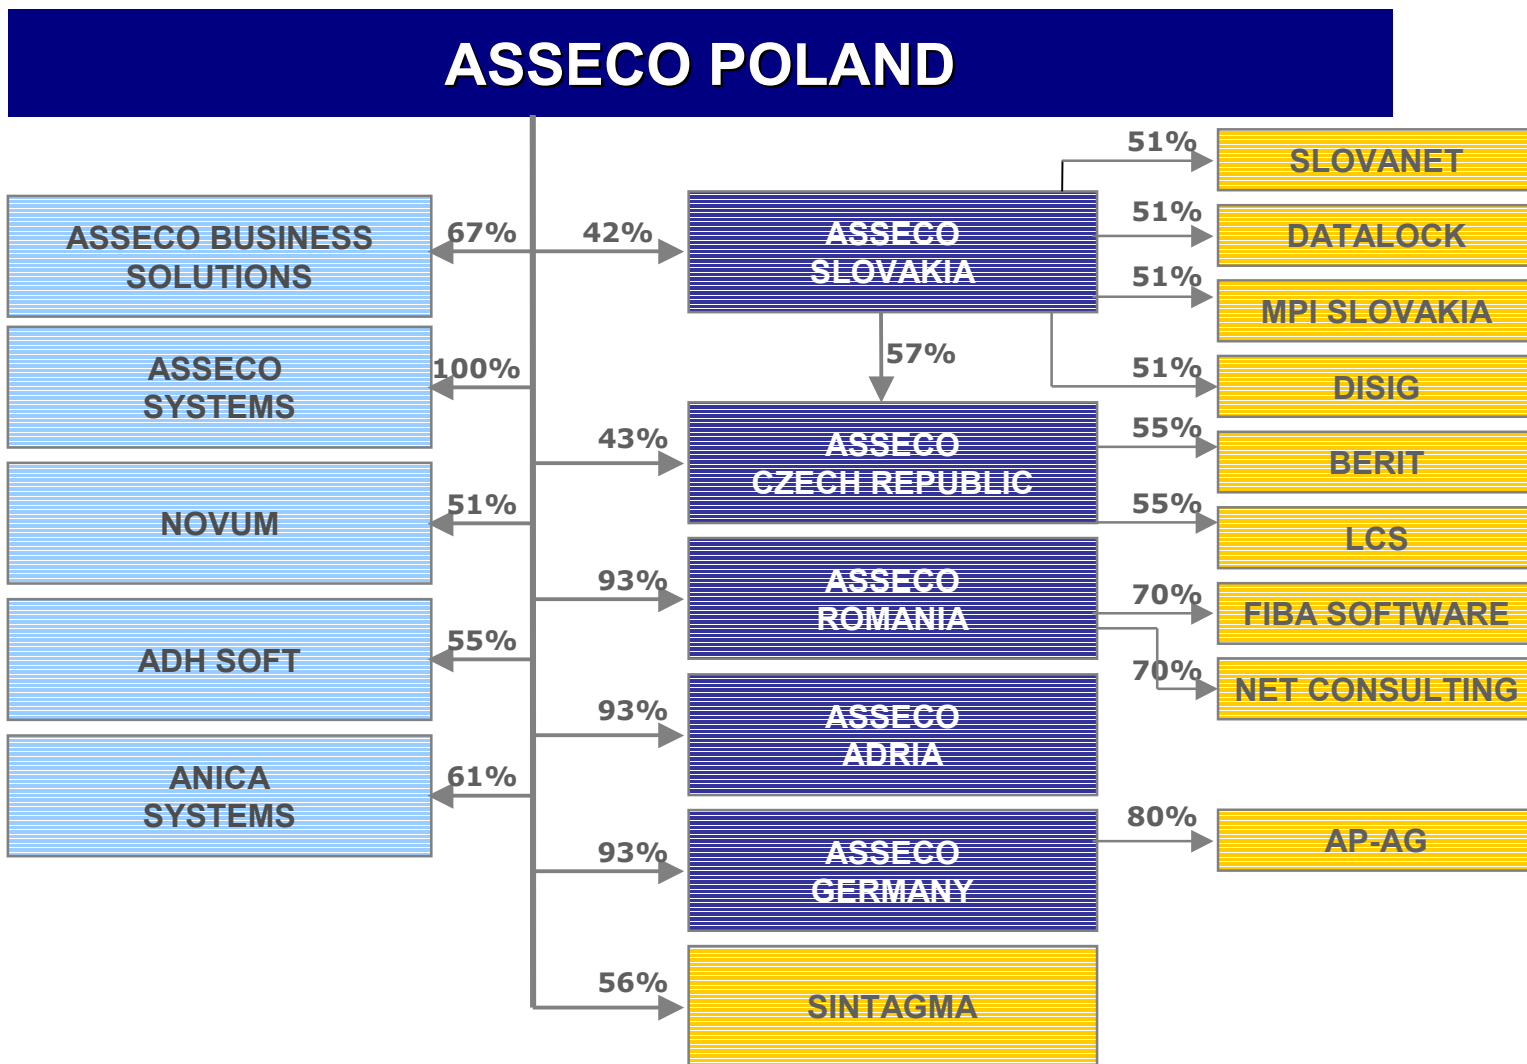 ASSECO POLAND
51%
SLOVANET
ASSECO BUSINESS
SOLUTIONS
67%
42%
ASSECO
SLOVAKIA
51%
DATALOCK
51%
MPI SLOVAKIA
57%
51%
DISIG
ASSECO
SYSTEMS
100%
43%
ASSECO
CZECH REPUBLIC
55%
BERIT
55%
LCS
NOVUM
51%
93%
ASSECO
ROMANIA
70%
FIBA SOFTWARE
70%
NET CONSULTING
ADH SOFT
55%
93%
ASSECO
ADRIA
ANICA
SYSTEMS
61%
93%
ASSECO
GERMANY
80%
AP-AG
56%
SINTAGMA